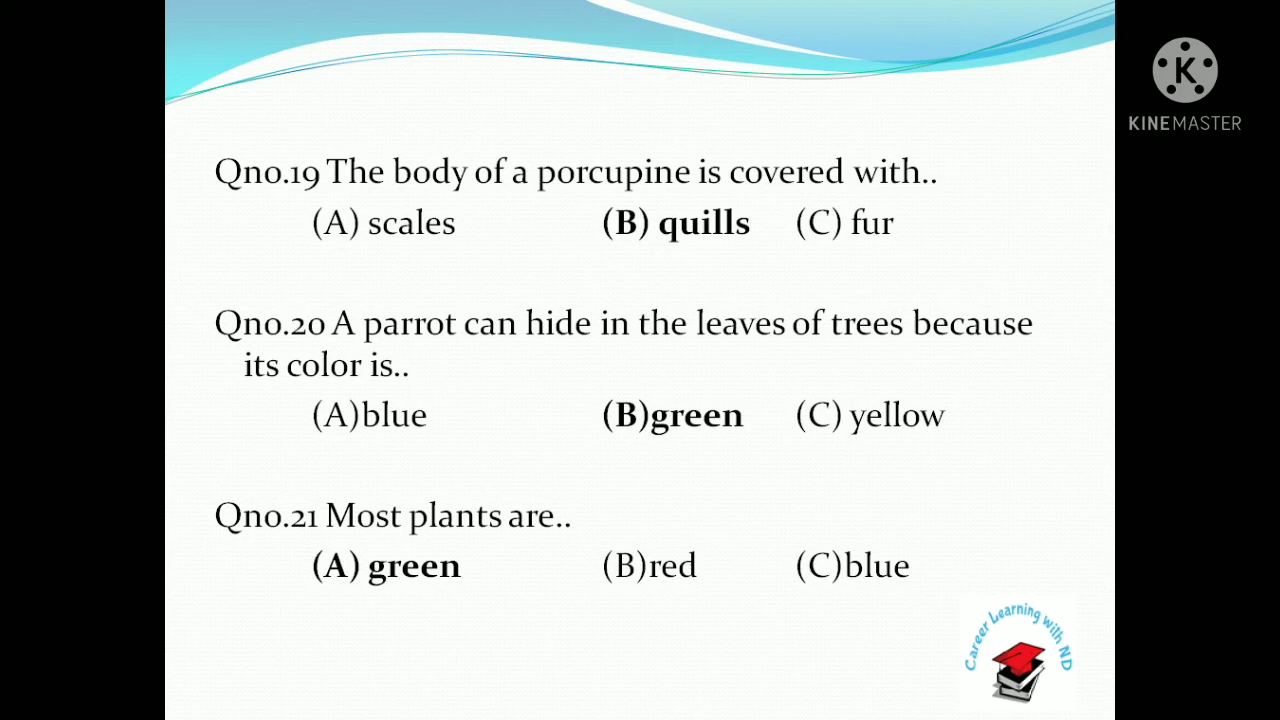 K
KINEMASTER
Qno.19 The body of a porcupine is covered with..
(A) scales (B) quills (C) fur
Qno.20 A parrot can hide in the leaves of trees because
its color is..
(A)blue (B)green (C) yellow
Qno.21 Most plants are..
(A) green (B)red (C)blue
Career Learning with ND